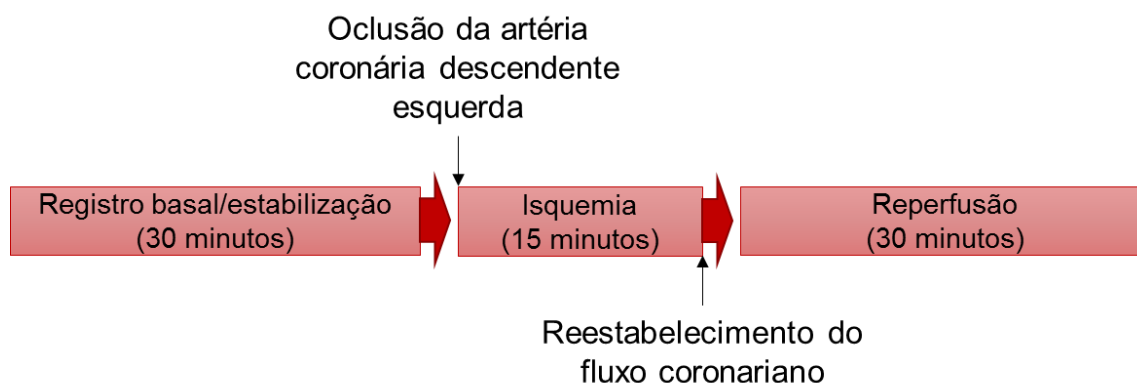 Oclusão da artéria
coronária descendente
esquerda
Registro basal/estabilização
(30 minutos)
Isquemia
(15 minutos)
Reperfusão
(30 minutos)
Reestabelecimento do
fluxo coronariano